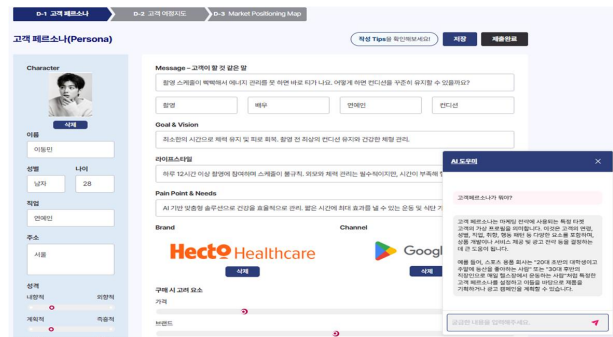 D-1 고객 페르소나
D-2 고객 여정지도
D-3 Market Positioning Map
고객 페르소나(Persona)
작성 Tips을 확인해보세요!
저장
제출완료
Character
삭제
이름
이동민
성별
나이
남자
28
직업
연예인
주소
서울
성격
내향적
외향적
계획적
즉흥적
Message – 고객이 할 것 같은 말
촬영 스케줄이 빡빡해서 에너지 관리를 못 하면 바로 티가 나요. 어떻게 하면 컨디션을 꾸준히 유지할 수 있을까요?
촬영
배우
연예인
컨디션
Goal & Vision
최소한의 시간으로 체력 유지 및 피로 회복. 촬영 전 최상의 컨디션 유지와 건강한 체형 관리.
라이프스타일
하루 12시간 이상 촬영에 참여하며 스케줄이 불규칙. 외모와 체력 관리는 필수적이지만, 시간이 부족해
Pain Point & Needs
AI 기반 맞춤형 솔루션으로 건강을 효율적으로 관리. 짧은 시간에 최대 효과를 낼 수 있는 운동 및 식단
Brand
Channel
Hecto Healthcare
Googl
삭제
삭제
구매 시 고려 요소
가격
브랜드
AI 도우미
고객페르소나가 뭐야?
고객 페르소나는 마케팅 전략에 사용되는 특정 타겟
고객의 가상 프로필을 의미합니다. 이것은 고객의 연령,
성별, 직업, 취향, 행동 패턴 등 다양한 요소를 포함하며,
상품 개발이나 서비스 제공 및 광고 전략 등을 결정하는
데 큰 도움이 됩니다.
예를 들어, 스포츠 용품 회사는 "20대 초반의 대학생이고
주말에 등산을 좋아하는 사람" 또는 "30대 후반의
직장인으로 매일 헬스장에서 운동하는 사람"처럼 특정한
고객 페르소나를 설정하고 이들을 바탕으로 제품을
기획하거나 광고 캠페인을 계획할 수 있습니다.
궁금한 내용을 입력해주세요.